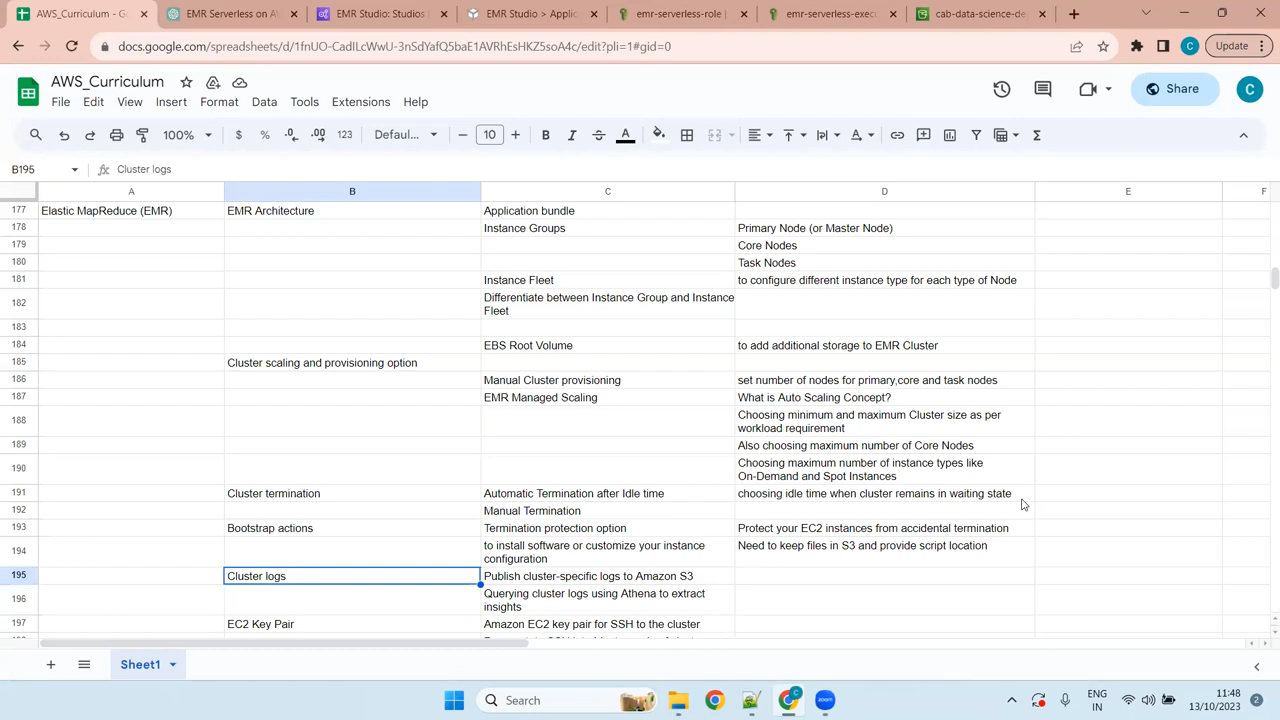 AWS_Curriculum - G
EMR Serverless on A
EMR Studio: Studios
EMR Studio > Applic
emr-serverless-role
emr-serverless-exec
cab-data-science-de
docs.google.com/spreadsheets/d/1fnUO-CadlLcWwU-3nSdYafQ5baE1AVRhEsHKZ5soA4c/edit?pli=1#gid=0
C
Update
AWS_Curriculum
File Edit View Insert Format Data Tools Extensions Help
Share
C
100% $ % .0 .00 123 Defaul... 10 B I A
B195 fx Cluster logs
A B C D E F
177 Elastic MapReduce (EMR) EMR Architecture Application bundle
178 Instance Groups Primary Node (or Master Node)
179 Core Nodes
180 Task Nodes
181 Instance Fleet to configure different instance type for each type of Node
182 Differentiate between Instance Group and Instance
Fleet
183
184 EBS Root Volume to add additional storage to EMR Cluster
185 Cluster scaling and provisioning option
186 Manual Cluster provisioning set number of nodes for primary,core and task nodes
187 EMR Managed Scaling What is Auto Scaling Concept?
188 Choosing minimum and maximum Cluster size as per
workload requirement
189 Also choosing maximum number of Core Nodes
190 Choosing maximum number of instance types like
On-Demand and Spot Instances
191 Cluster termination Automatic Termination after Idle time choosing idle time when cluster remains in waiting state
192 Manual Termination
193 Bootstrap actions Termination protection option Protect your EC2 instances from accidental termination
194 to install software or customize your instance
configuration Need to keep files in S3 and provide script location
195 Cluster logs Publish cluster-specific logs to Amazon S3
196 Querying cluster logs using Athena to extract
insights
197 EC2 Key Pair Amazon EC2 key pair for SSH to the cluster
Sheet1
Search
ENG
IN
11:48
13/10/2023
2